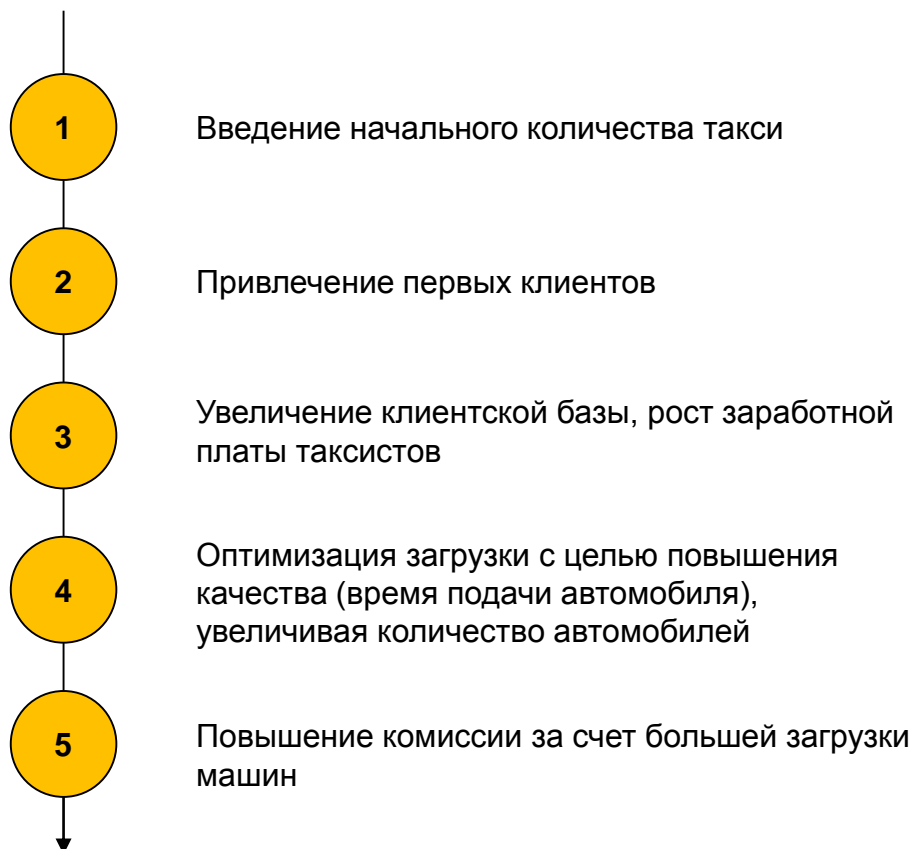 1
Введение начального количества такси
2
Привлечение первых клиентов
3
Увеличение клиентской базы, рост заработной
платы таксистов
4
Оптимизация загрузки с целью повышения
качества (время подачи автомобиля),
увеличивая количество автомобилей
5
Повышение комиссии за счет большей загрузки
машин